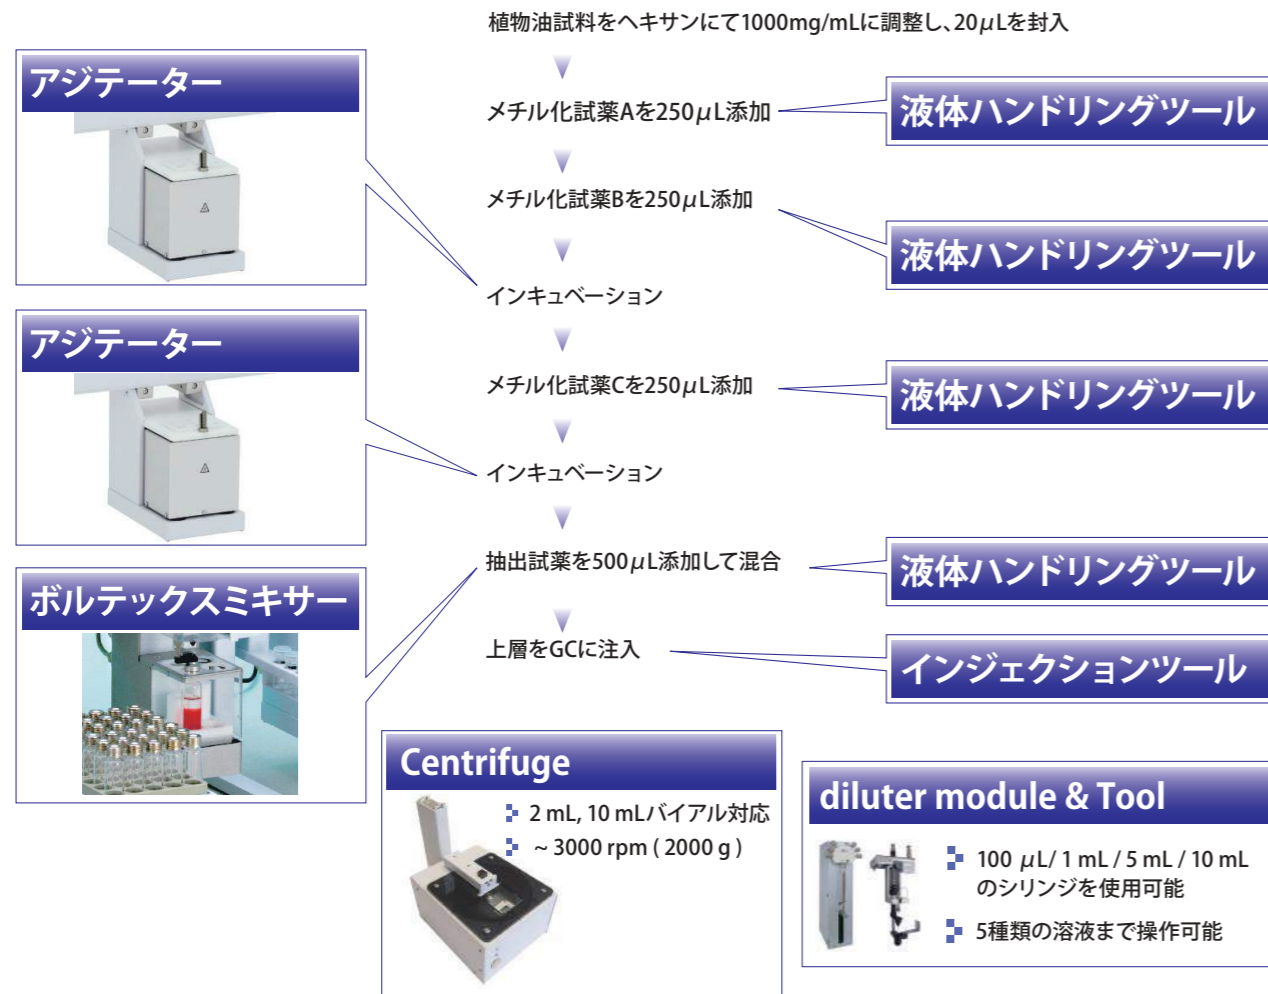 植物油試料をヘキサンにて1000mg/mLに調整し、20μLを封入
アジテーター
メチル化試薬Aを250μL添加
液体ハンドリングツール
メチル化試薬Bを250μL添加
液体ハンドリングツール
インキュベーション
アジテーター
メチル化試薬Cを250μL添加
液体ハンドリングツール
インキュベーション
抽出試薬を500μL添加して混合
液体ハンドリングツール
ボルテックスミキサー
上層をGCに注入
インジェクションツール
Centrifuge
2 mL, 10 mLバイアル対応
~ 3000 rpm ( 2000 g )
diluter module & Tool
100 μL/ 1 mL / 5 mL / 10 mL
のシリンジを使用可能
5種類の溶液まで操作可能